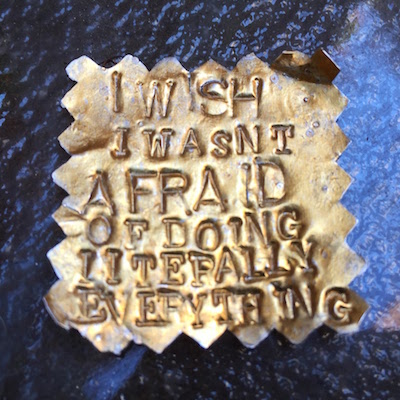 I WISH
I WASNT
AFRAID
OF DOING
LITERALLY
EVERYTHING